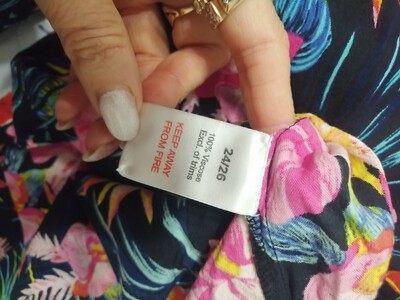 24/26
100% Viscose
Excl. of trims
KEEP AWAY
FROM FIRE